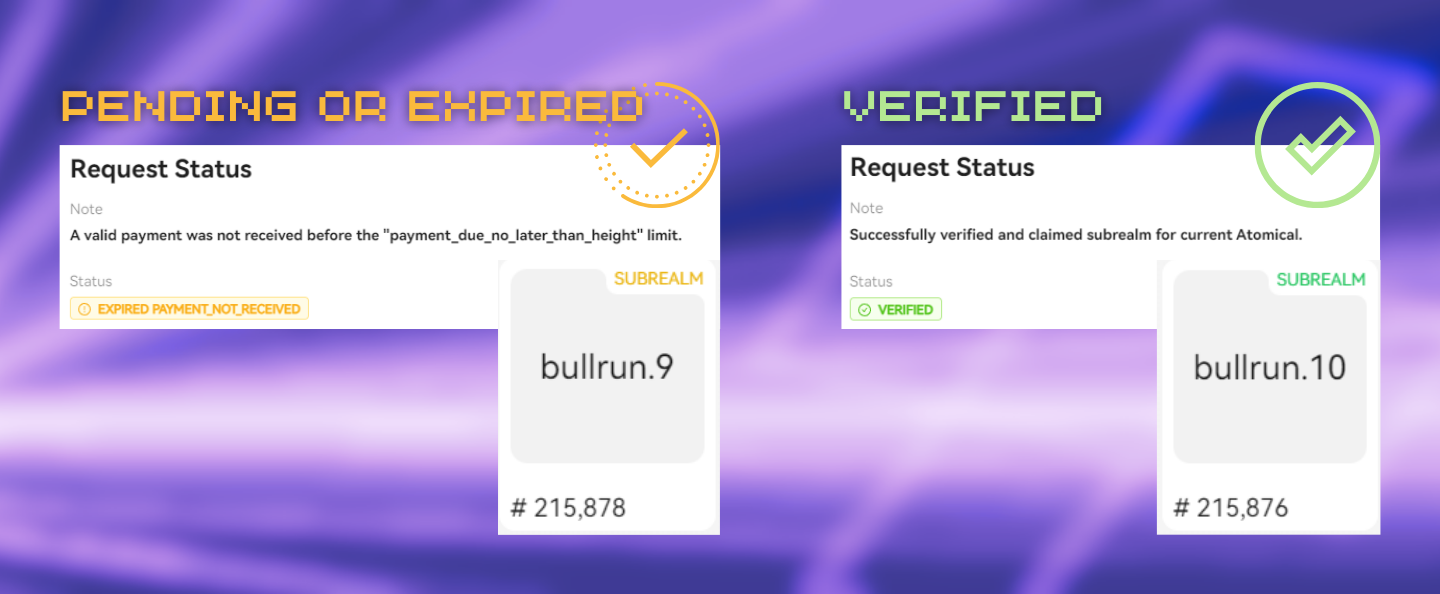 PENDING OR EXPIRED
Request Status
Note
A valid payment was not received before the "payment_due_no_later_than_height" limit.
Status
EXPIRED PAYMENT_NOT_RECEIVED
SUBREALM
bullrun.9
# 215,878
VERIFIED
Request Status
Note
Successfully verified and claimed subrealm for current Atomical.
Status
VERIFIED
SUBREALM
bullrun.10
# 215,876